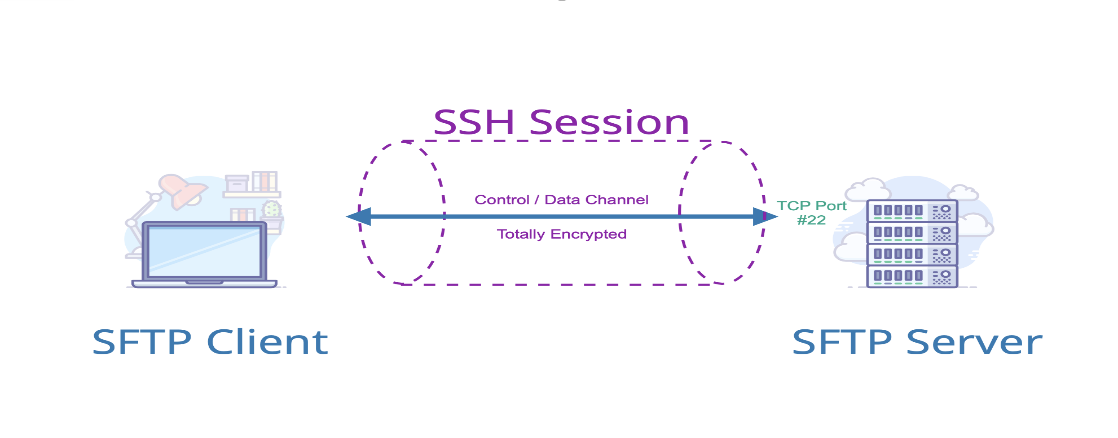 SSH Session
Control / Data Channel
Totally Encrypted
TCP Port
#22
SFTP Client
SFTP Server